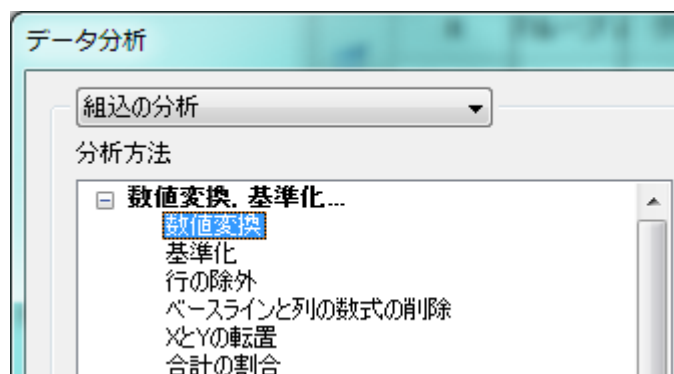 データ分析
組込の分析
分析方法
数値変換, 基準化...
数値変換
基準化
行の除外
ベースラインと列の数式の削除
XとYの転置
合計の割合